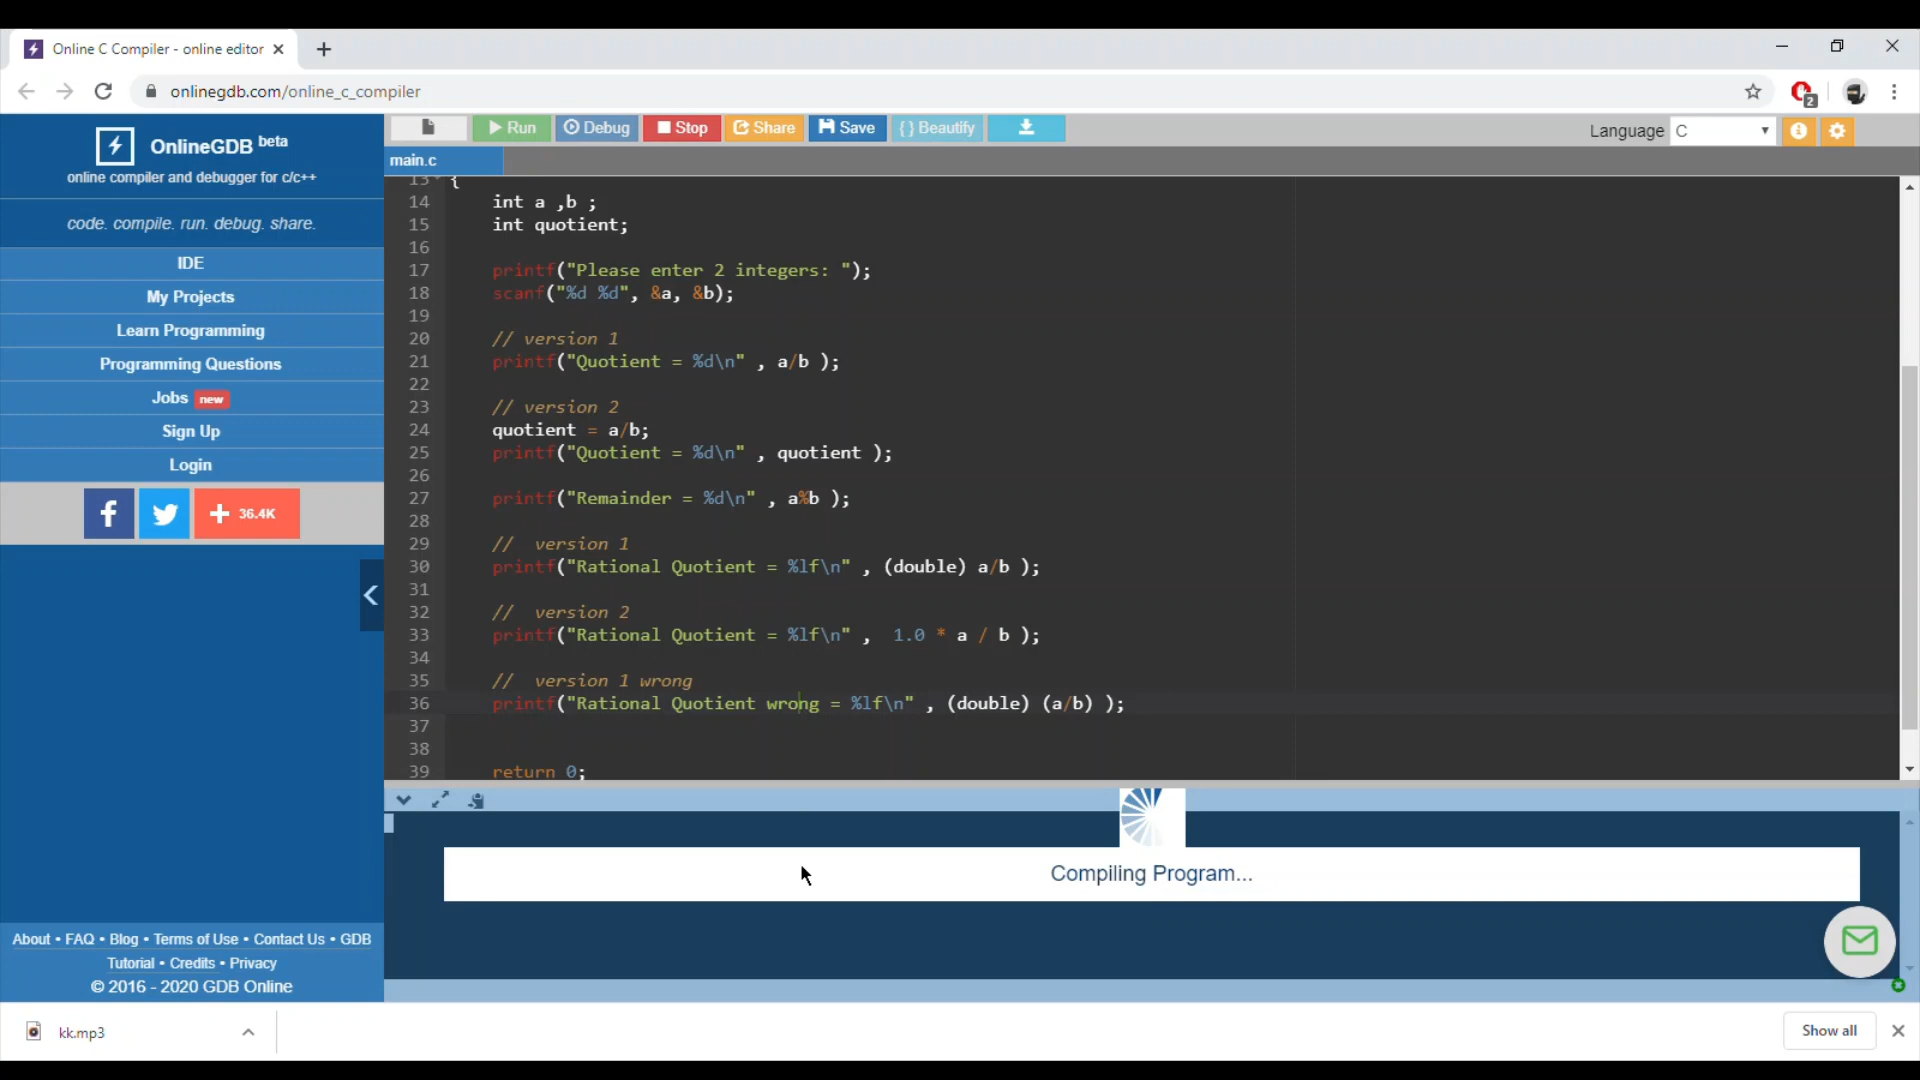 Online C Compiler - online editor
onlinegdb.com/online_c_compiler
2
OnlineGDB beta
online compiler and debugger for c/c++
code. compile. run. debug. share.
IDE
My Projects
Learn Programming
Programming Questions
Jobs new
Sign Up
Login
f
+ 36.4K
About • FAQ • Blog • Terms of Use • Contact Us • GDB
Tutorial • Credits • Privacy
© 2016 - 2020 GDB Online
Run Debug Stop Share Save {} Beautify
Language C
main.c
13 {
14 int a ,b ;
15 int quotient;
16
17 printf("Please enter 2 integers: ");
18 scanf("%d %d", &a, &b);
19
20 // version 1
21 printf("Quotient = %d\n" , a/b );
22
23 // version 2
24 quotient = a/b;
25 printf("Quotient = %d\n" , quotient );
26
27 printf("Remainder = %d\n" , a%b );
28
29 //  version 1
30 printf("Rational Quotient = %lf\n" , (double) a/b );
31
32 //  version 2
33 printf("Rational Quotient = %lf\n" ,  1.0 * a / b );
34
35 //  version 1 wrong
36 printf("Rational Quotient wrong = %lf\n" , (double) (a/b) );
37
38
39 return 0;
Compiling Program...
kk.mp3
Show all